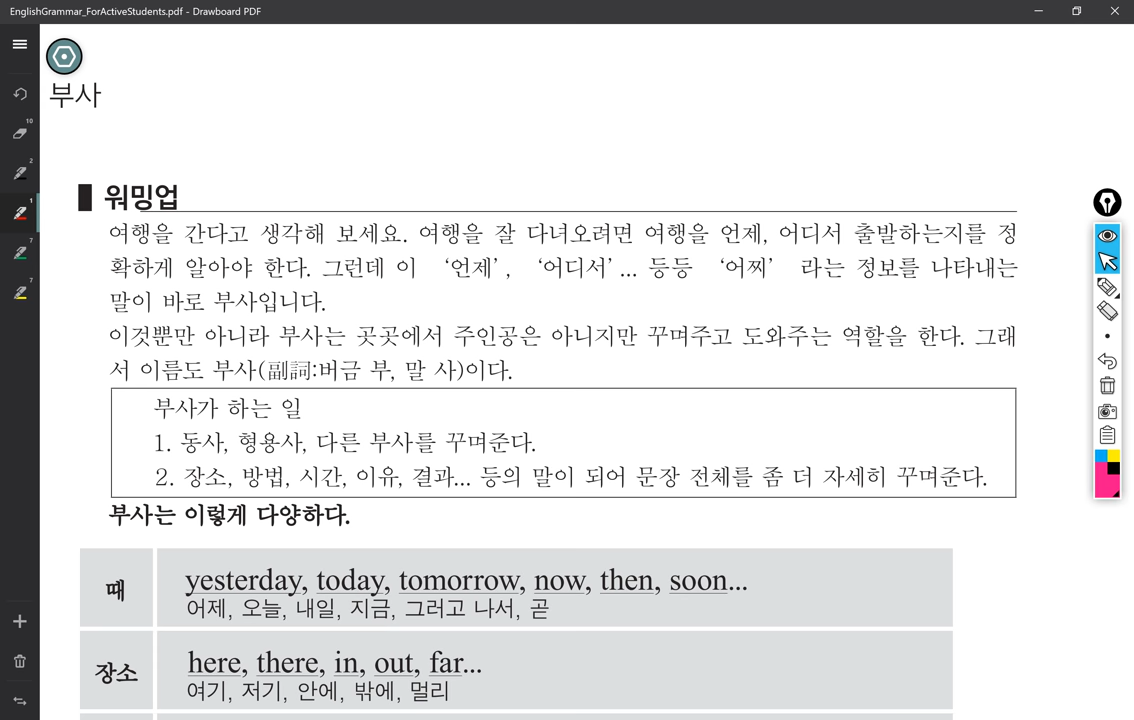 EnglishGrammar_ForActiveStudents.pdf - Drawboard PDF
부사
10
2
1
7
7
워밍업
여행을 간다고 생각해 보세요. 여행을 잘 다녀오려면 여행을 언제, 어디서 출발하는지를 정
확하게 알아야 한다. 그런데 이 ‘언제’, ‘어디서’... 등등 ‘어찌’ 라는 정보를 나타내는
말이 바로 부사입니다.
이것뿐만 아니라 부사는 곳곳에서 주인공은 아니지만 꾸며주고 도와주는 역할을 한다. 그래
서 이름도 부사(副詞:버금 부, 말 사)이다.
부사가 하는 일
1. 동사, 형용사, 다른 부사를 꾸며준다.
2. 장소, 방법, 시간, 이유, 결과... 등의 말이 되어 문장 전체를 좀 더 자세히 꾸며준다.
부사는 이렇게 다양하다.
때
yesterday, today, tomorrow, now, then, soon...
어제, 오늘, 내일, 지금, 그러고 나서, 곧
장소
here, there, in, out, far...
여기, 저기, 안에, 밖에, 멀리